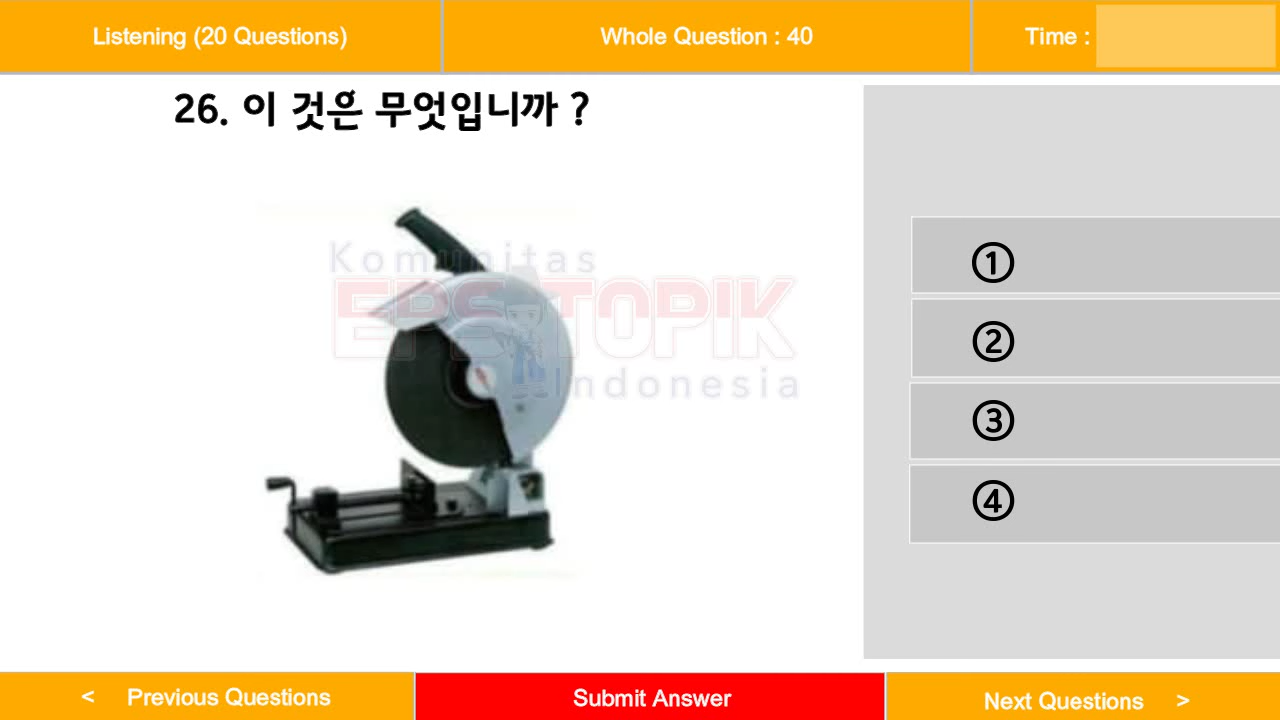 Listening (20 Questions)
Whole Question : 40
Time :
26. 이 것은 무엇입니까 ?
Komunitas
EPS TOPIK
Indonesia
①
②
③
④
< Previous Questions
Submit Answer
Next Questions >